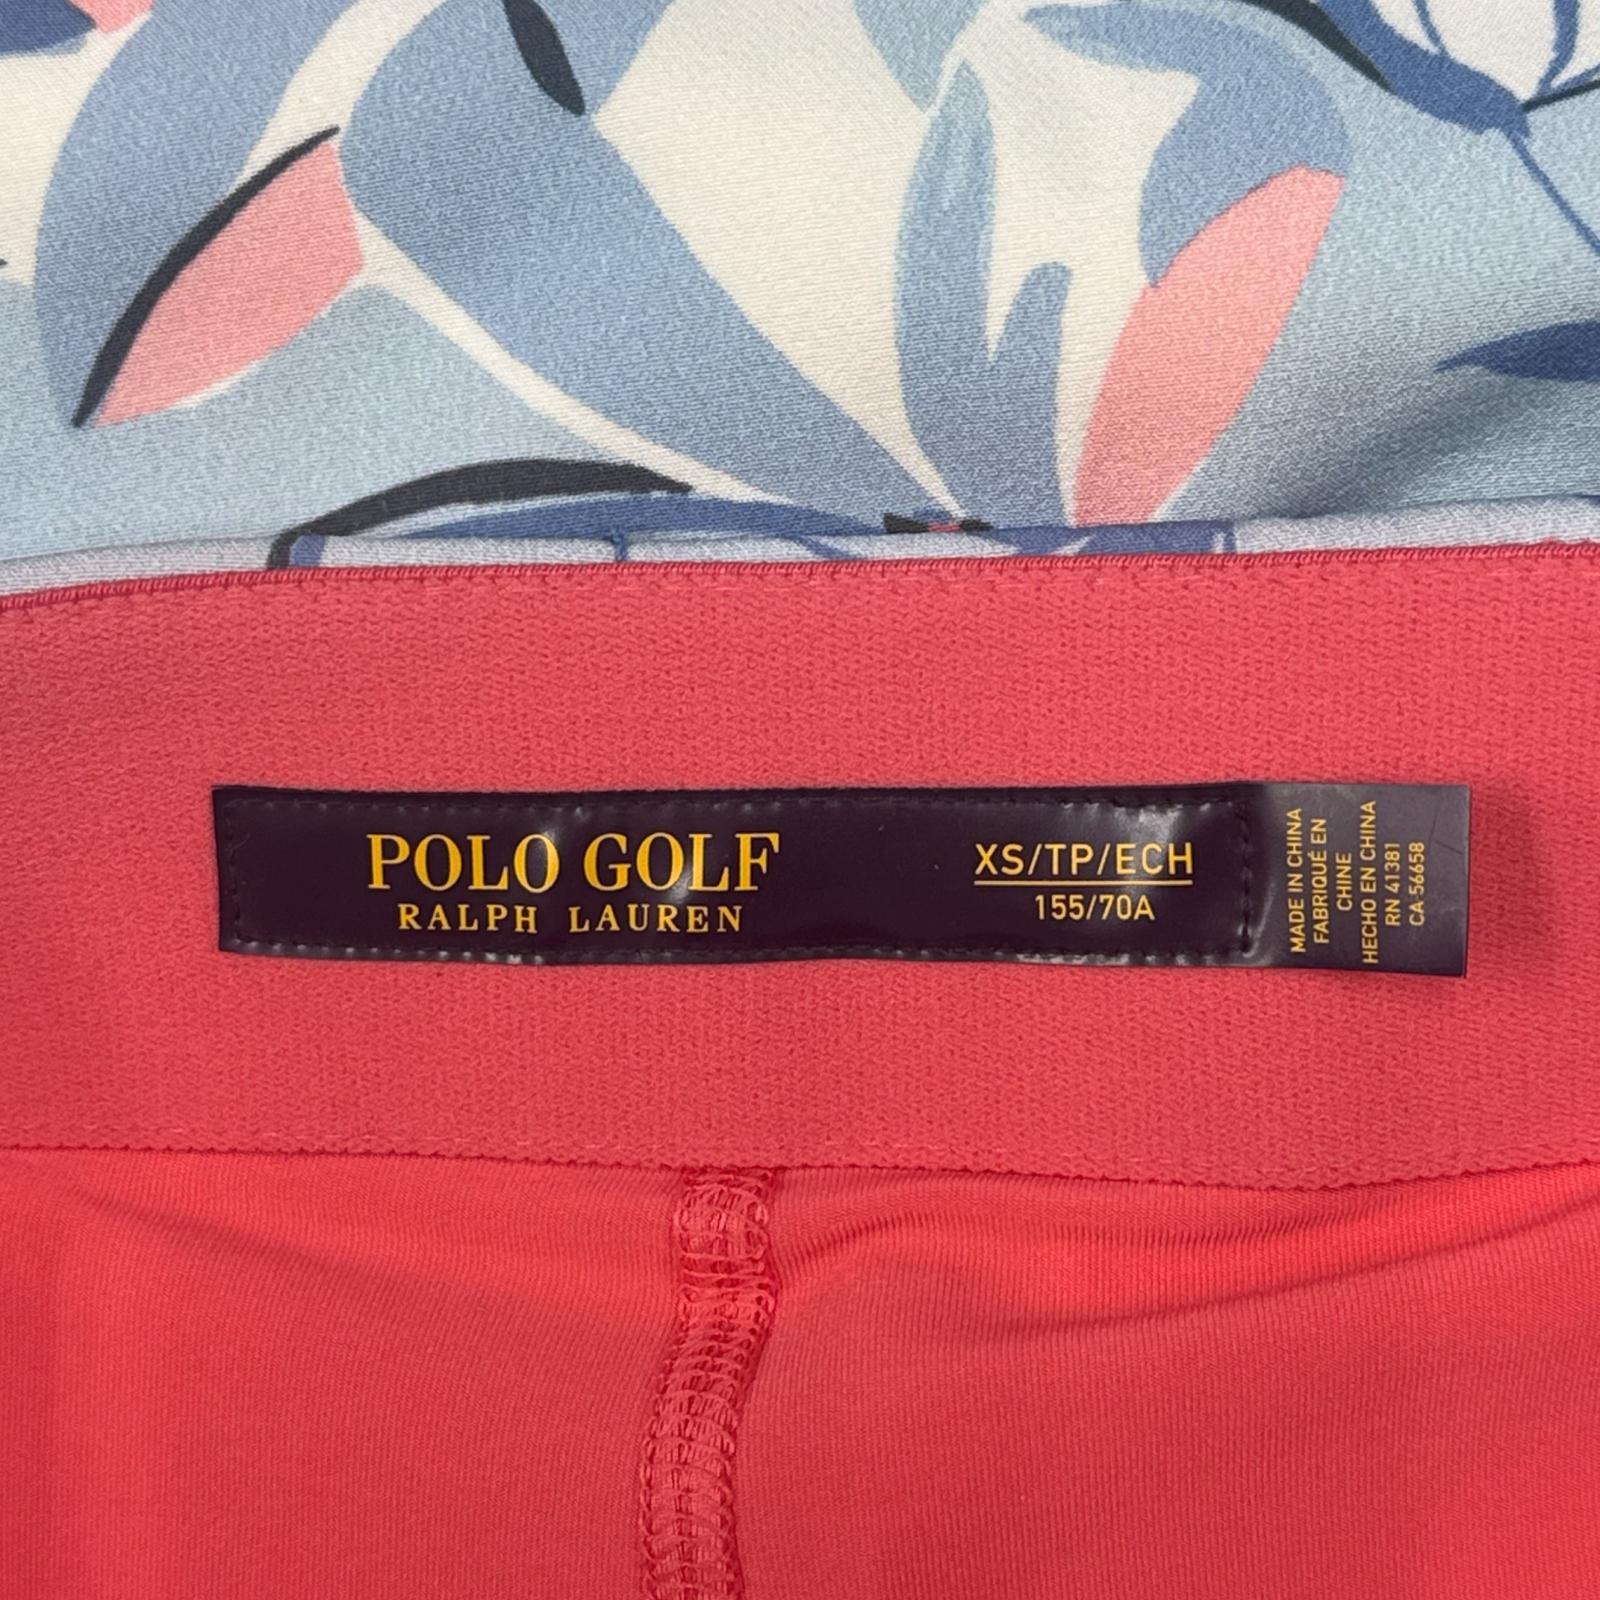 POLO GOLF
RALPH LAUREN
XS/TP/ECH
155/70A
MADE IN CHINA
FABRIQUÉ EN
CHINE
HECHO EN CHINA
RN 41381
CA 56658